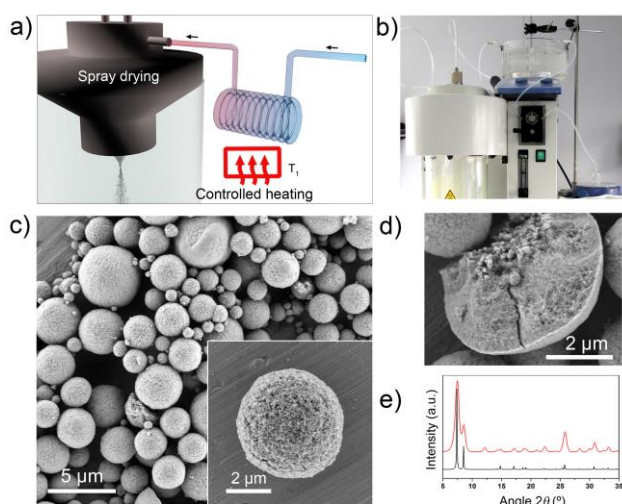 a)
Spray drying
T₁
Controlled heating
b)
c)
5 µm
2 µm
d)
2 µm
e)
Intensity (a.u.)
5 10 15 20 25 30 35
Angle 2θ (º)